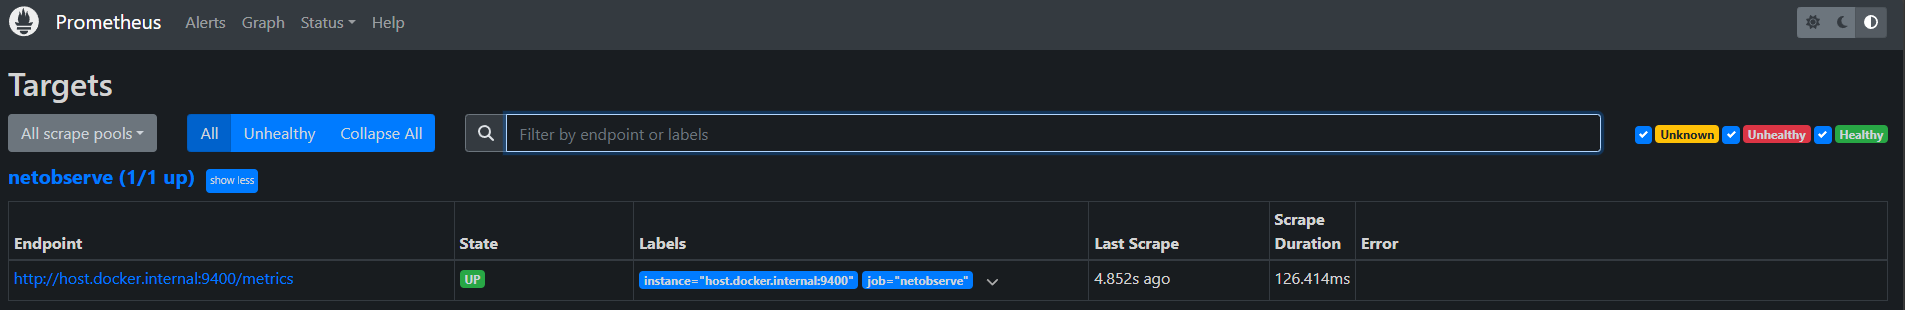 Prometheus Alerts Graph Status Help
Targets
All scrape pools All Unhealthy Collapse All Filter by endpoint or labels Unknown Unhealthy Healthy
netobserve (1/1 up) show less
Endpoint State Labels Last Scrape Scrape Duration Error
http://host.docker.internal:9400/metrics UP instance="host.docker.internal:9400" job="netobserve" 4.852s ago 126.414ms